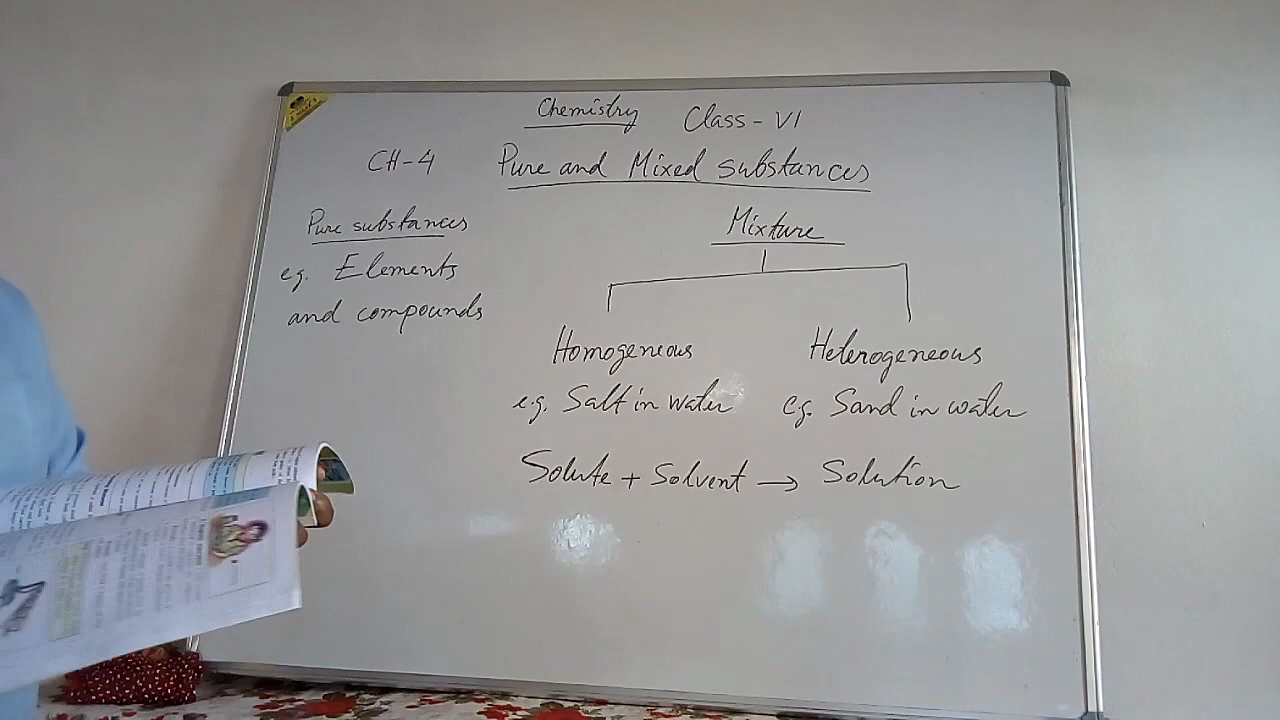 Chemistry Class - VI
CH-4 Pure and Mixed substances
Pure substances
e.g. Elements
and compounds
Mixture
Homogeneous Heterogeneous
e.g. Salt in water e.g. Sand in water
Solute + Solvent → Solution